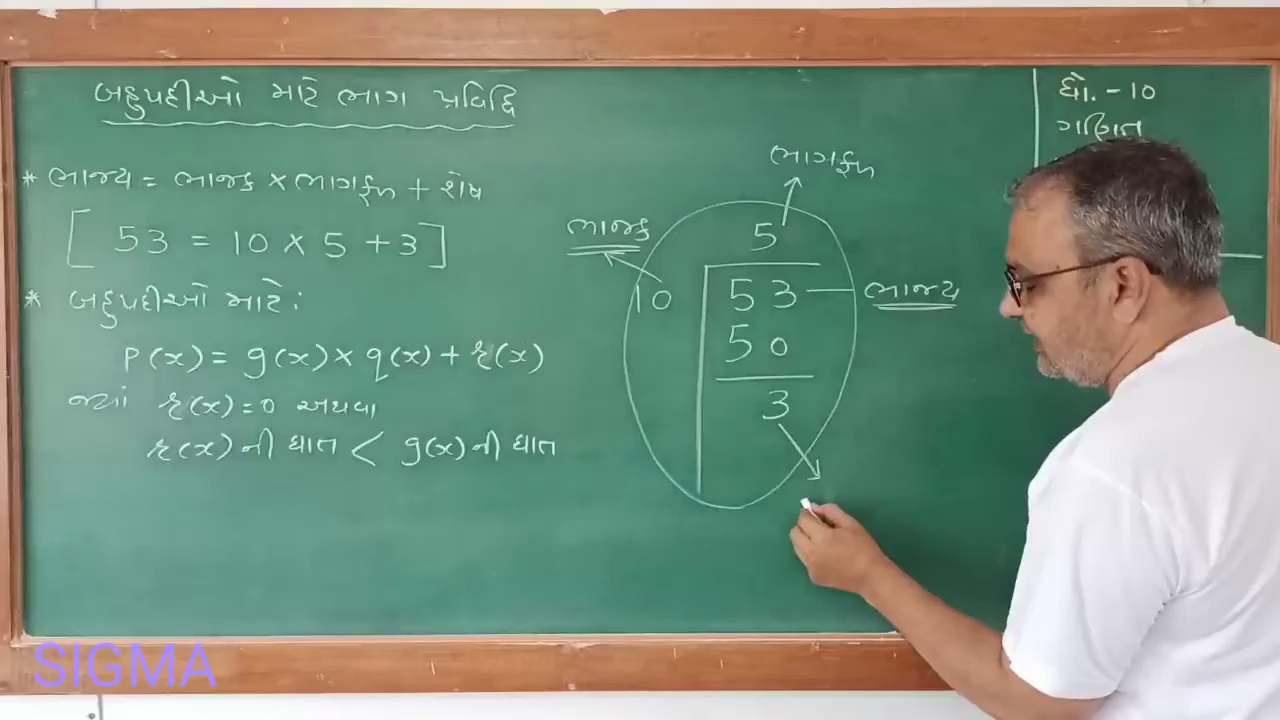 બહુપદીઓ માટે ભાગ પ્રવિધિ
* ભાજ્ય = ભાજક × ભાગફળ + શેષ
[ 53 = 10 × 5 + 3 ]
* બહુપદીઓ માટે:
P(x) = g(x) × q(x) + r(x)
જ્યાં r(x) = 0 અથવા
r(x) ની ઘાત < g(x) ની ઘાત
ભાગફળ
ભાજક
5
10
53
ભાજ્ય
50
3
ધો. - 10
ગણિત
SIGMA